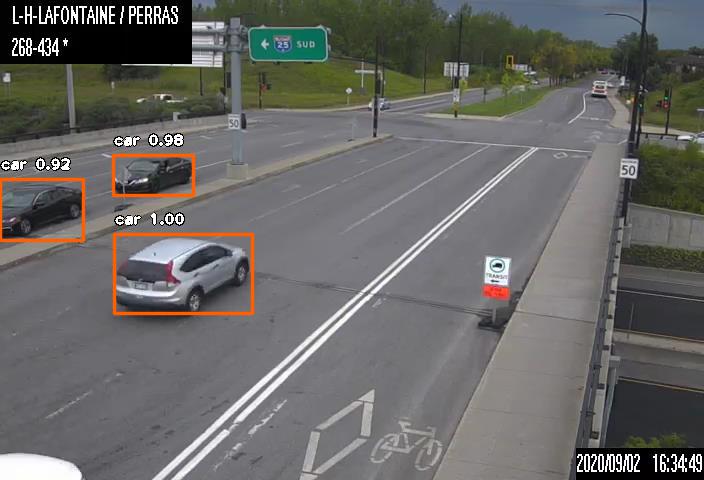 L-H-LAFONTAINE / PERRAS
268-434 *
25 SUD
50
car 0.98
car 0.92
car 1.00
50
TRANSIT
2020/09/02 16:34:49